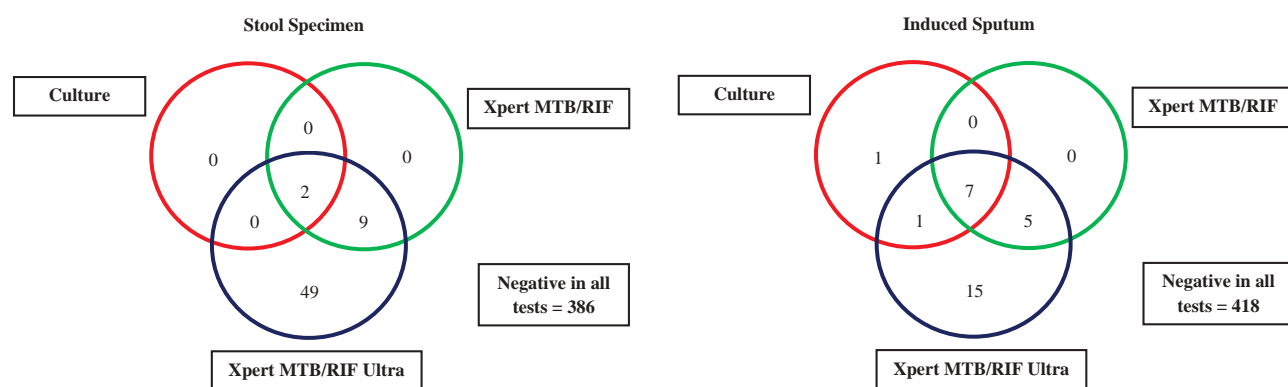 Stool Specimen
Culture
Xpert MTB/RIF
0
0
0
2
0
9
49
Negative in all
tests = 386
Xpert MTB/RIF Ultra
Induced Sputum
Culture
Xpert MTB/RIF
0
1
0
7
1
5
15
Negative in all
tests = 418
Xpert MTB/RIF Ultra